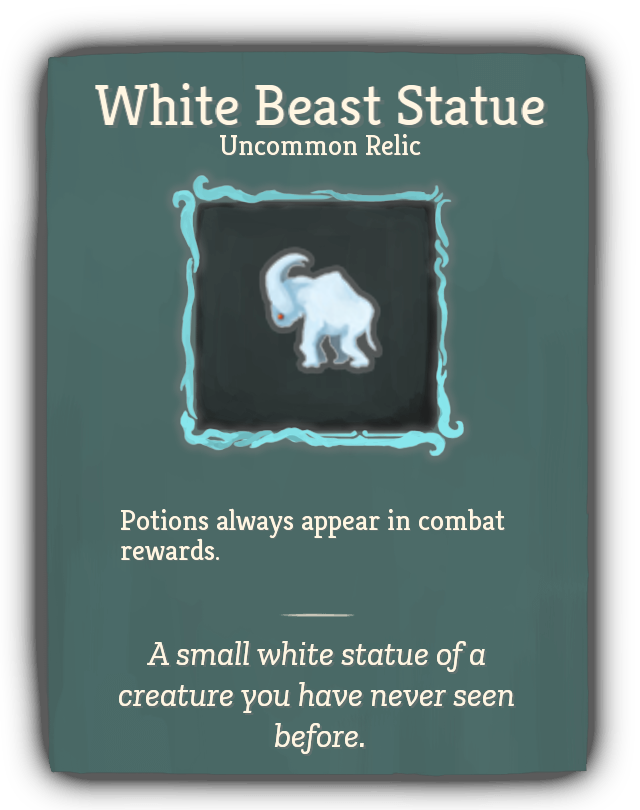 White Beast Statue
Uncommon Relic
Potions always appear in combat
rewards.
A small white statue of a
creature you have never seen
before.